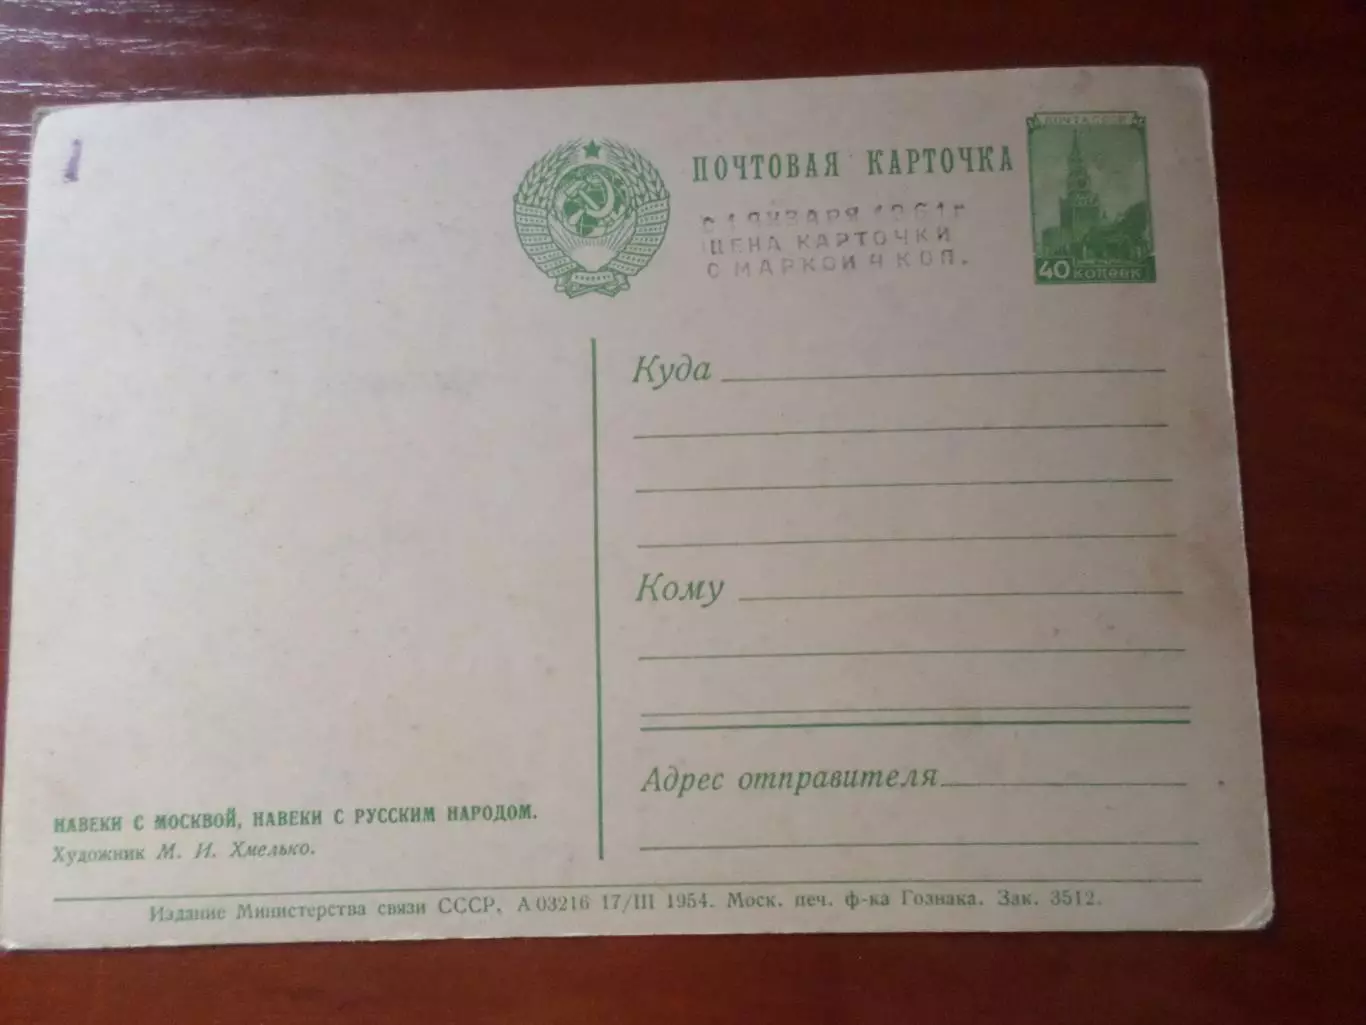 ПОЧТА СССР
ПОЧТОВАЯ КАРТОЧКА
С 1 ЯНВАРЯ 1961 г
ЦЕНА КАРТОЧКИ
С МАРКОЙ 4 КОП.
40 КОПЕЕК
Куда
Кому
Адрес отправителя
НАВЕКИ С МОСКВОЙ, НАВЕКИ С РУССКИМ НАРОДОМ.
Художник М. И. Хмелько.
Издание Министерства связи СССР, А 03216 17/III 1954. Моск. печ. ф-ка Гознака. Зак. 3512.